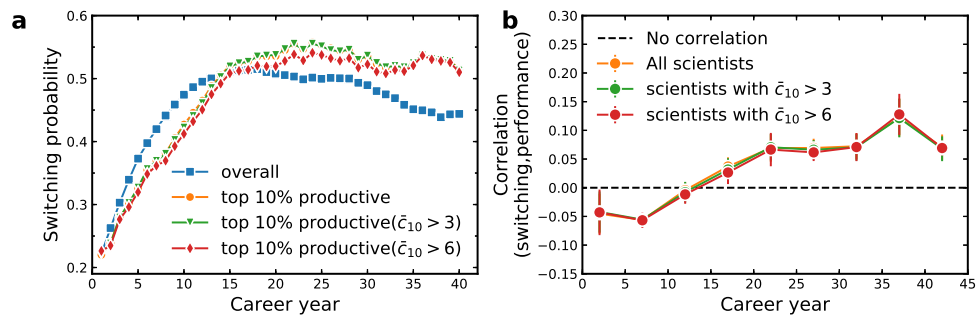 a
Switching probability
0.6
0.5
0.4
0.3
0.2
0 5 10 15 20 25 30 35 40
Career year
overall
top 10% productive
top 10% productive(c̄₁₀ > 3)
top 10% productive(c̄₁₀ > 6)
b
Correlation
(switching,performance)
0.30
0.25
0.20
0.15
0.10
0.05
0.00
−0.05
−0.10
−0.15
0 5 10 15 20 25 30 35 40 45
Career year
No correlation
All scientists
scientists with c̄₁₀ > 3
scientists with c̄₁₀ > 6